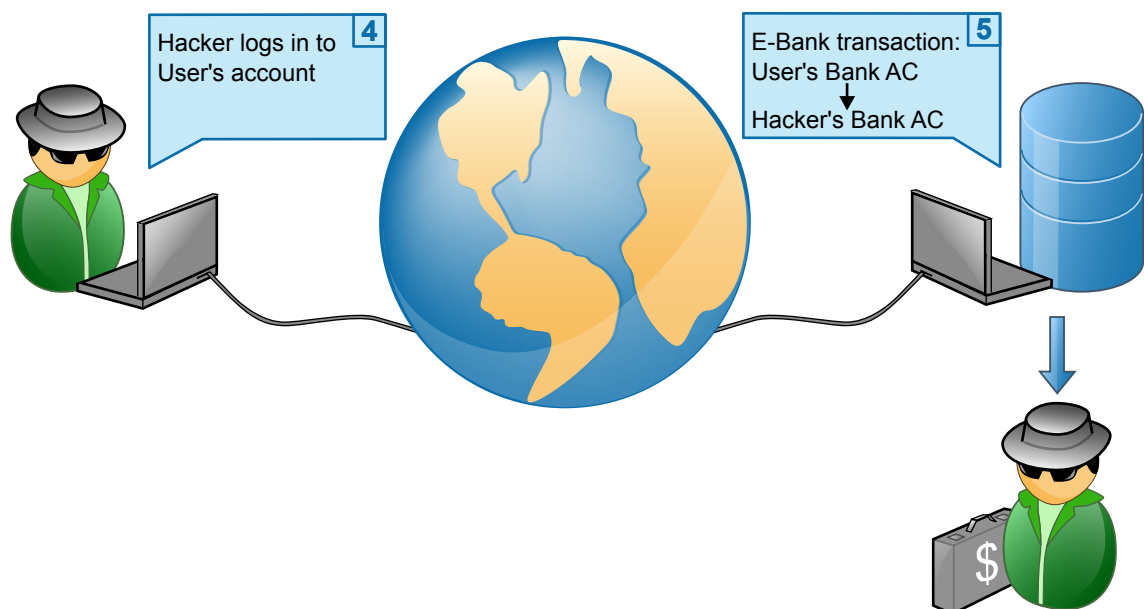 4
Hacker logs in to
User's account
5
E-Bank transaction:
User's Bank AC
Hacker's Bank AC
$